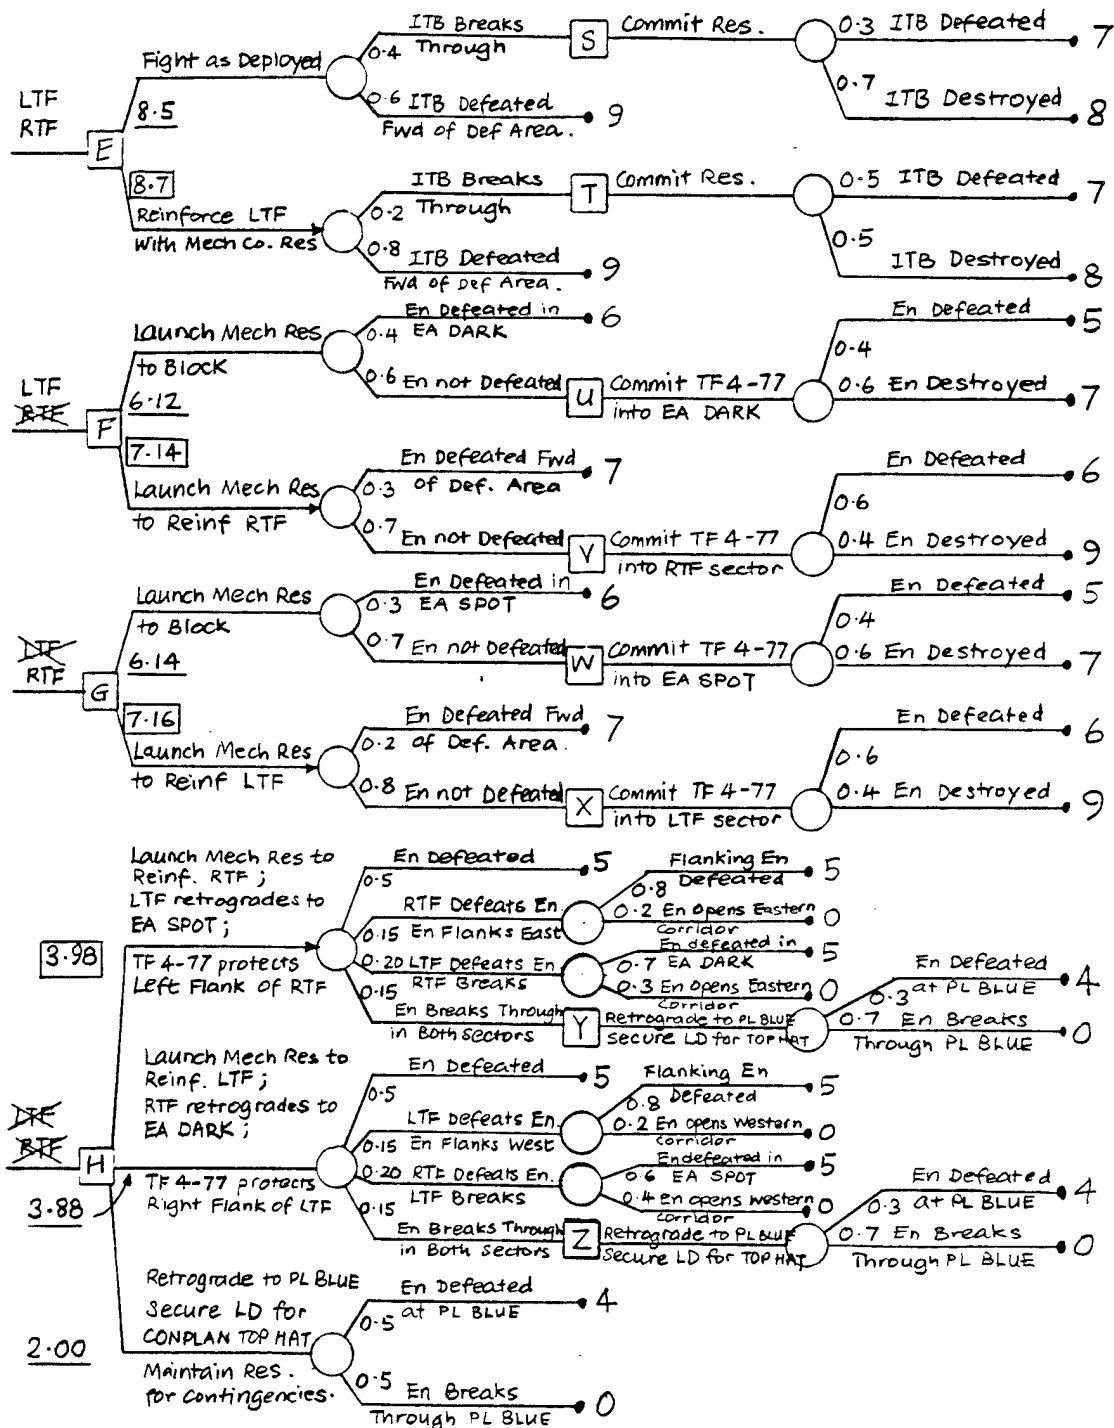 LTF
RTF
E
Fight as Deployed
8.5
0.4
ITB Breaks
Through
S
Commit Res.
0.3 ITB Defeated
7
0.7
ITB Destroyed
8
0.6 ITB Defeated
Fwd of Def Area.
9
8.7
Reinforce LTF
With Mech Co. Res
0.2
ITB Breaks
Through
T
Commit Res.
0.5 ITB Defeated
7
0.5
ITB Destroyed
8
0.8 ITB Defeated
Fwd of Def Area.
9
LTF
RTF
F
Launch Mech Res
to Block
6.12
En Defeated in
0.4 EA DARK
6
0.6 En not Defeated
U
Commit TF 4-77
into EA DARK
En Defeated
5
0.4
0.6 En Destroyed
7
7.14
Launch Mech Res
to Reinf RTF
En Defeated Fwd
0.3 of Def. Area
7
0.7 En not Defeated
V
Commit TF 4-77
into RTF sector
En Defeated
6
0.6
0.4 En Destroyed
9
LTF
RTF
G
Launch Mech Res
to Block
6.14
En Defeated in
0.3 EA SPOT
6
0.7 En not Defeated
W
Commit TF 4-77
into EA SPOT
En Defeated
5
0.4
0.6 En Destroyed
7
7.16
Launch Mech Res
to Reinf LTF
En Defeated Fwd
0.2 of Def. Area.
7
0.8 En not Defeated
X
Commit TF 4-77
into LTF sector
En Defeated
6
0.6
0.4 En Destroyed
9
LTF
RTF
H
Launch Mech Res to
Reinf. RTF;
LTF retrogrades to
EA SPOT;
3.98
TF 4-77 protects
Left Flank of RTF
En Defeated
5
0.5
RTF Defeats En.
0.15 En Flanks East
Flanking En
0.8 Defeated
5
0.2 En Opens Eastern
Corridor
0
0.20 LTF Defeats En
RTF Breaks
En defeated in
0.7 EA DARK
5
0.3 En Opens Eastern
Corridor
0
0.15
En Breaks Through
in Both Sectors
Y
Retrograde to PL BLUE
Secure LD for TOP HAT
En Defeated
0.3 at PL BLUE
4
0.7 En Breaks
Through PL BLUE
0
Launch Mech Res to
Reinf. LTF;
RTF retrogrades to
EA DARK;
3.88
TF 4-77 protects
Right Flank of LTF
En Defeated
5
0.5
LTF Defeats En.
0.15 En Flanks West
Flanking En
0.8 Defeated
5
0.2 En opens Western
Corridor
0
0.20 RTF Defeats En.
LTF Breaks
En defeated in
0.6 EA SPOT
5
0.4 en opens western
Corridor
0
0.15
En Breaks Through
in Both Sectors
Z
Retrograde to PL BLUE
Secure LD for TOP HAT
En Defeated
0.3 at PL BLUE
4
0.7 En Breaks
Through PL BLUE
0
Retrograde to PL BLUE
Secure LD for
CONPLAN TOP HAT
2.00
Maintain Res.
for Contingencies.
En Defeated
0.5 at PL BLUE
4
0.5 En Breaks
Through PL BLUE
0